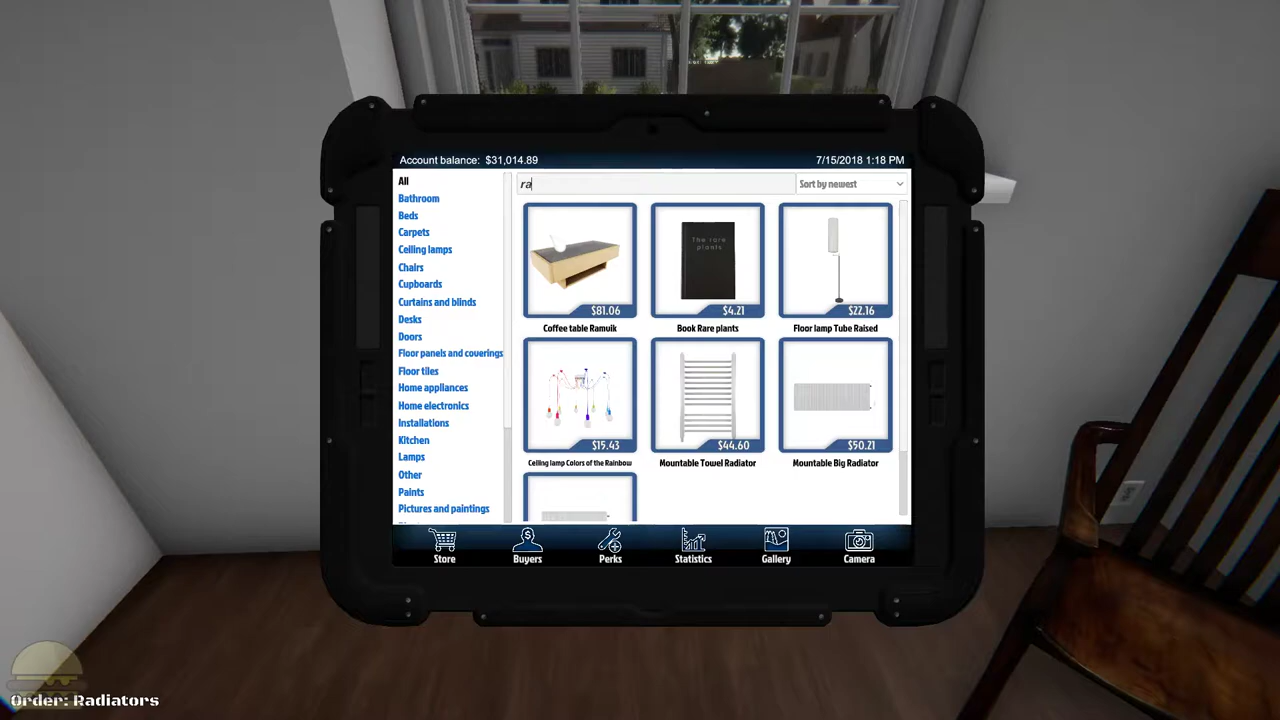 Account balance: $31,014.89
7/15/2018 1:18 PM
All
Bathroom
Beds
Carpets
Ceiling lamps
Chairs
Cupboards
Curtains and blinds
Desks
Doors
Floor panels and coverings
Floor tiles
Home appliances
Home electronics
Installations
Kitchen
Lamps
Other
Paints
Pictures and paintings
ra
Sort by newest
The rare
plants
$81.06
$4.21
$22.16
Coffee table Ramvik
Book Rare plants
Floor lamp Tube Raised
$15.43
$44.60
$50.21
Ceiling lamp Colors of the Rainbow
Mountable Towel Radiator
Mountable Big Radiator
Store
Buyers
Perks
Statistics
Gallery
Camera
Order: Radiators